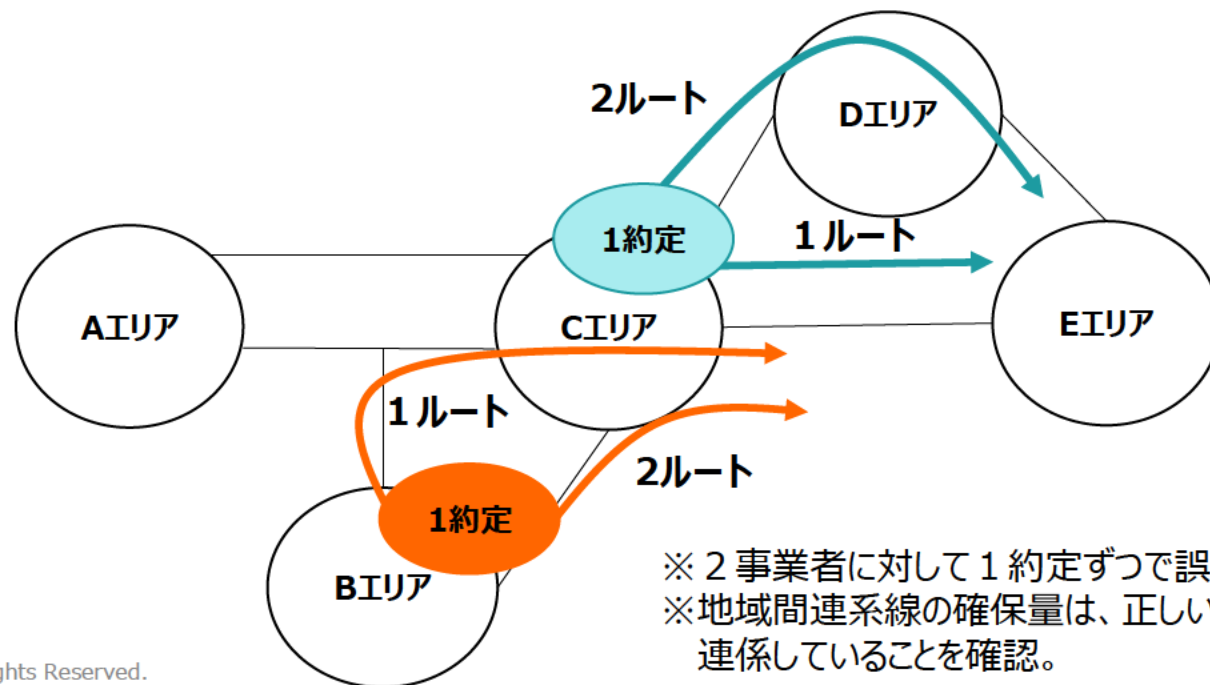 2ルート
Dエリア
1約定
１ルート
Aエリア
Cエリア
Eエリア
１ルート
2ルート
1約定
Bエリア
※２事業者に対して１約定ずつで誤
※地域間連系線の確保量は、正しい
連係していることを確認。
ghts Reserved.